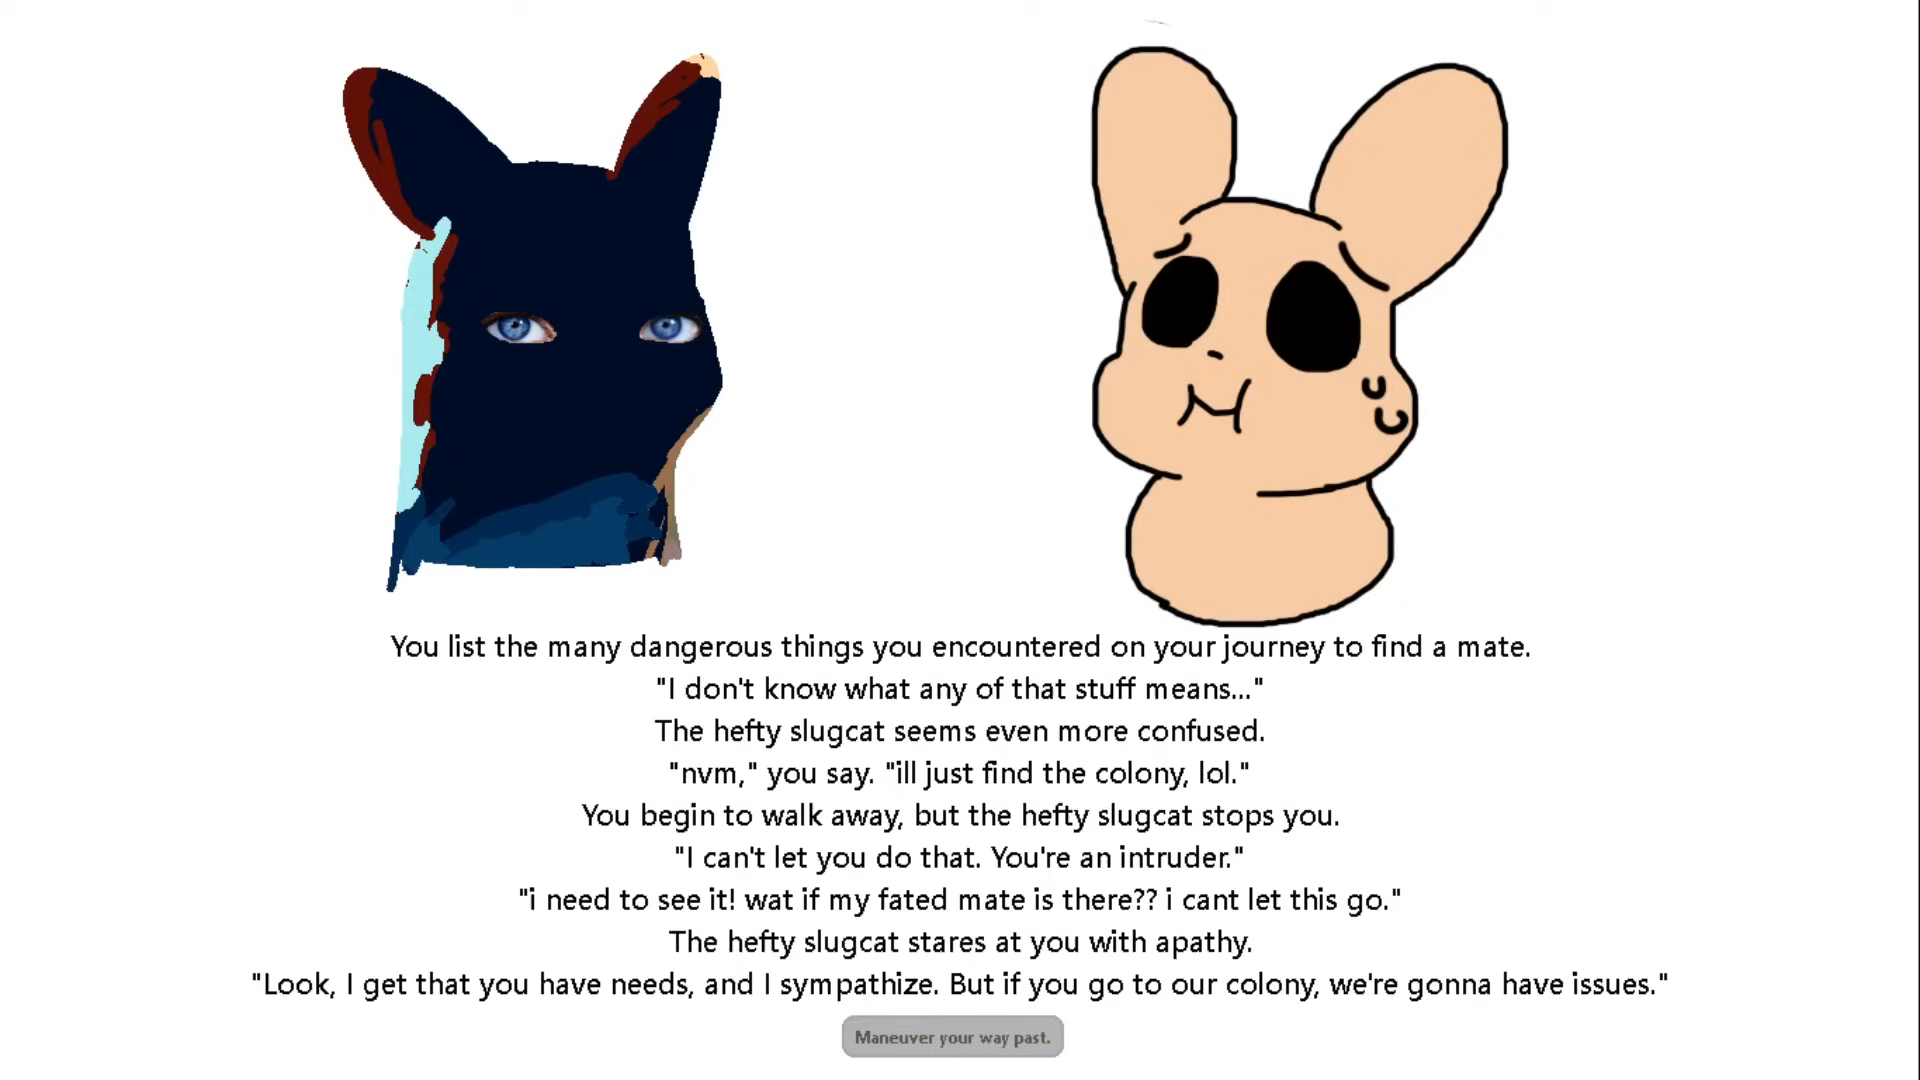 You list the many dangerous things you encountered on your journey to find a mate.
"I don't know what any of that stuff means..."
The hefty slugcat seems even more confused.
"nvm," you say. "ill just find the colony, lol."
You begin to walk away, but the hefty slugcat stops you.
"I can't let you do that. You're an intruder."
"i need to see it! wat if my fated mate is there?? i cant let this go."
The hefty slugcat stares at you with apathy.
"Look, I get that you have needs, and I sympathize. But if you go to our colony, we're gonna have issues."
Maneuver your way past.